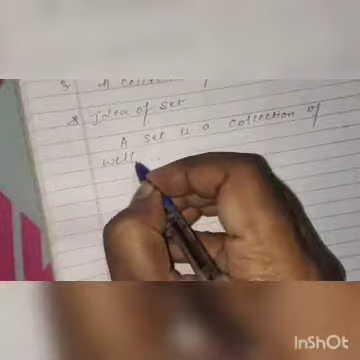 * Idea of set
A set is a collection of
well
InShOt